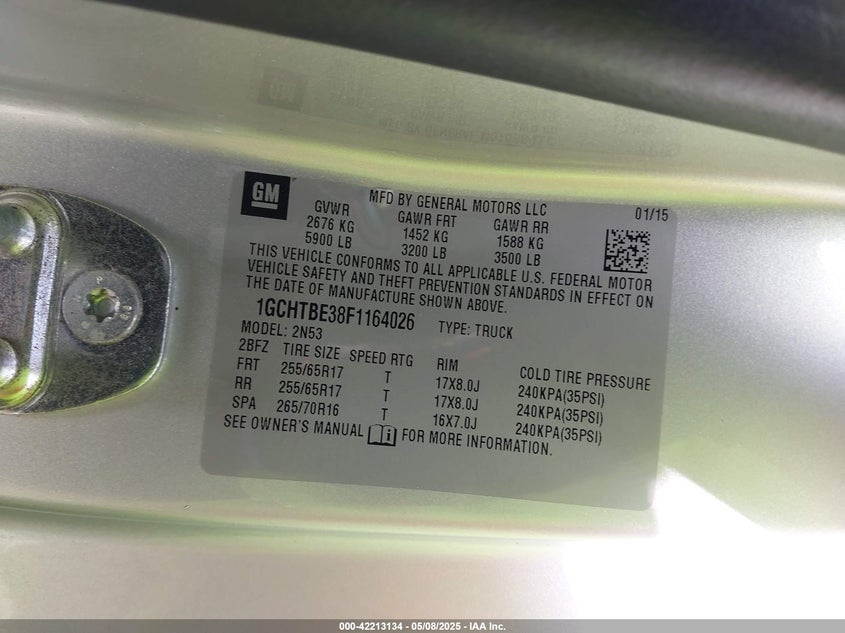 GM
MFD BY GENERAL MOTORS LLC 01/15
GVWR GAWR FRT GAWR RR
2676 KG 1452 KG 1588 KG
5900 LB 3200 LB 3500 LB
THIS VEHICLE CONFORMS TO ALL APPLICABLE U.S. FEDERAL MOTOR
VEHICLE SAFETY AND THEFT PREVENTION STANDARDS IN EFFECT ON
THE DATE OF MANUFACTURE SHOWN ABOVE.
1GCHTBE38F1164026 TYPE: TRUCK
MODEL: 2N53
2BFZ TIRE SIZE SPEED RTG RIM COLD TIRE PRESSURE
FRT 255/65R17 T 17X8.0J 240KPA(35PSI)
RR 255/65R17 T 17X8.0J 240KPA(35PSI)
SPA 265/70R16 T 16X7.0J 240KPA(35PSI)
SEE OWNER'S MANUAL FOR MORE INFORMATION.
000-42213134 - 05/08/2025 - IAA Inc.